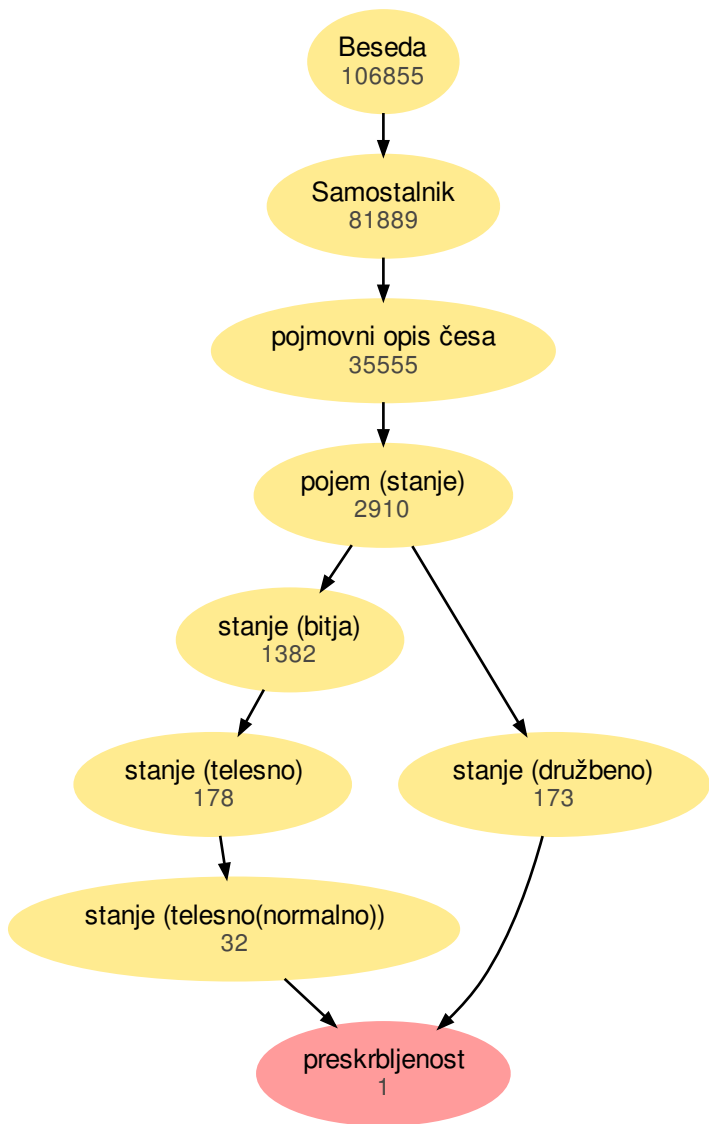 Beseda
106855
Samostalnik
81889
pojmovni opis česa
35555
pojem (stanje)
2910
stanje (bitja)
1382
stanje (telesno)
178
stanje (družbeno)
173
stanje (telesno(normalno))
32
preskrbljenost
1